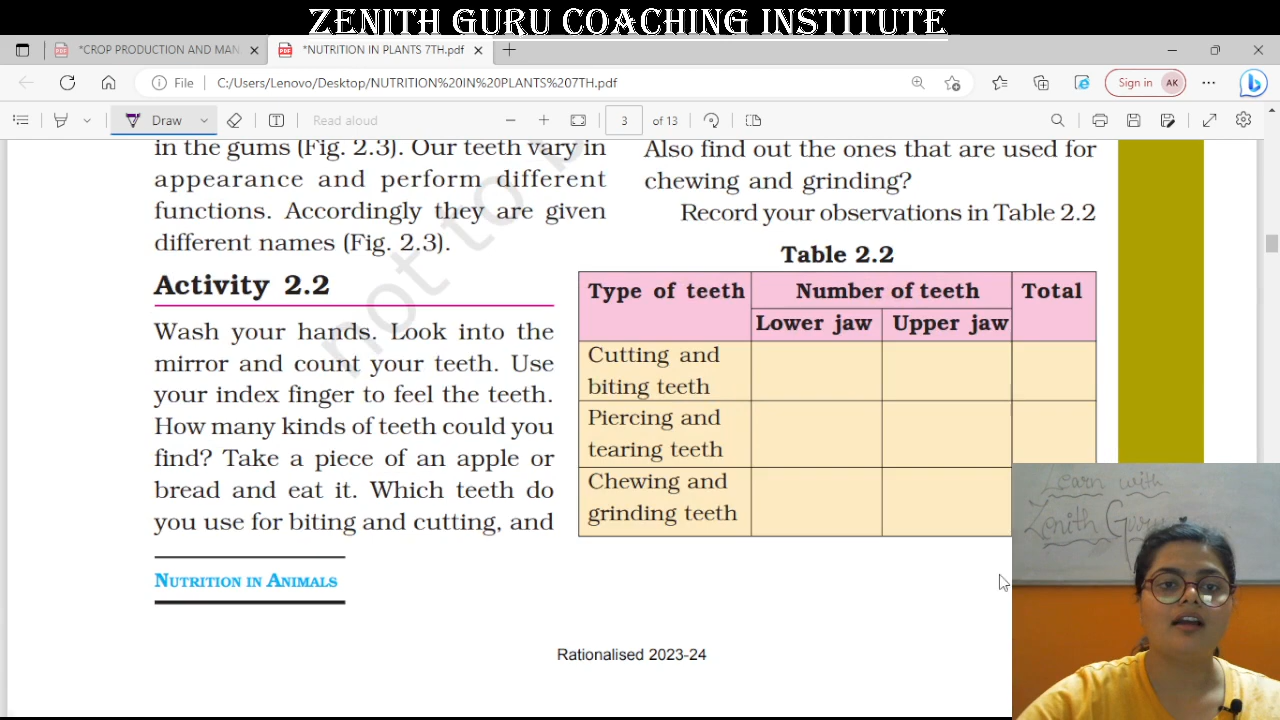 ZENITH GURU COACHING INSTITUTE
*CROP PRODUCTION AND MAN
*NUTRITION IN PLANTS 7TH.pdf
File
C:/Users/Lenovo/Desktop/NUTRITION%20IN%20PLANTS%207TH.pdf
Sign in AK
Draw
Read aloud
3 of 13
in the gums (Fig. 2.3). Our teeth vary in
appearance and perform different
functions. Accordingly they are given
different names (Fig. 2.3).
Activity 2.2
Wash your hands. Look into the
mirror and count your teeth. Use
your index finger to feel the teeth.
How many kinds of teeth could you
find? Take a piece of an apple or
bread and eat it. Which teeth do
you use for biting and cutting, and
NUTRITION IN ANIMALS
Also find out the ones that are used for
chewing and grinding?
Record your observations in Table 2.2
Table 2.2
Type of teeth Number of teeth Total
Lower jaw Upper jaw
Cutting and
biting teeth
Piercing and
tearing teeth
Chewing and
grinding teeth
not to b
Rationalised 2023-24
Learn with
Zenith Guru